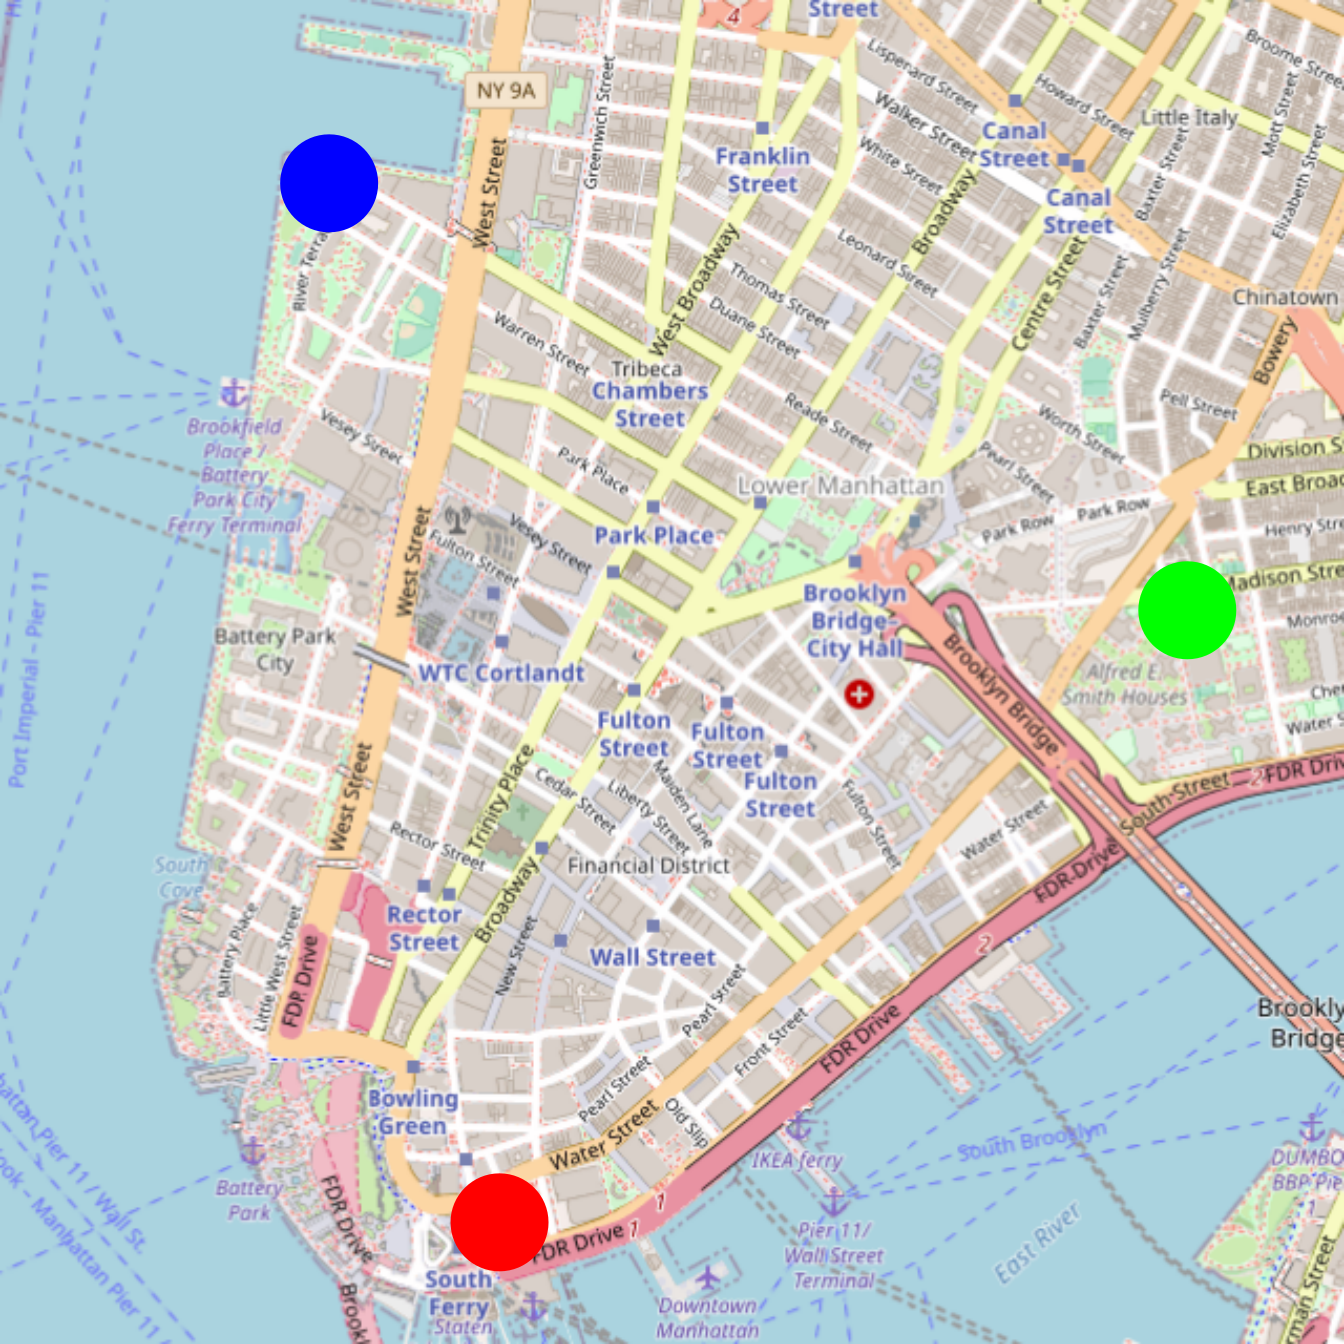 4
Street
NY 9A
Broome Stree
Lispenard Street
Howard Street
Little Italy
Mott Street
Greenwich Street
Walker Street
Canal
Street
Franklin
Street
White Street
Baxter Street
Elizabeth Street
West Street
Canal
Street
Broadway
River Terra
Leonard Street
Centre Street
Mulberry Street
Baxter Street
Chinatown
West Broadway
Thomas Street
Duane Street
Warren Street
Bowery
Tribeca
Chambers
Street
Reade Street
Pell Street
Worth Street
Vesey Street
Brookfield
Place /
Battery
Park City
Ferry Terminal
Park Place
Pearl Street
Division S
East Broad
Lower Manhattan
Park Row
Park Row
Henry Str
Park Place
Vesey Street
Fulton Street
West Street
Madison Stre
Monroe
Port Imperial - Pier 11
Brooklyn
Bridge-
City Hall
Battery Park
City
WTC Cortlandt
Brooklyn Bridge
Alfred E.
Smith Houses
Che
Water
Fulton
Street
Fulton
Street
Fulton
Street
West Street
Trinity Place
Cedar Street
Liberty Street
Maiden Lane
Fulton Street
South Street
2
FDR Driv
Rector Street
Water Street
Financial District
FDR Drive
South
Cove
Broadway
Rector
Street
New Street
Wall Street
2
Battery Place
Little West Street
FDR Drive
Pearl Street
Front Street
FDR Drive
Brookly
Bridge
Bowling
Green
Pearl Street
Old Slip
Water Street
IKEA ferry
South Brooklyn
DUMBO
BBP Pie
1
hattan, Pier 11 / Wall St.
ook - Manhattan Pier 11 /
Battery
Park
FDR Drive
1
FDR Drive
1
Pier 11/
Wall Street
Terminal
East River
South
Ferry
Staten
Downtown
Manhattan
Brookl
man Street